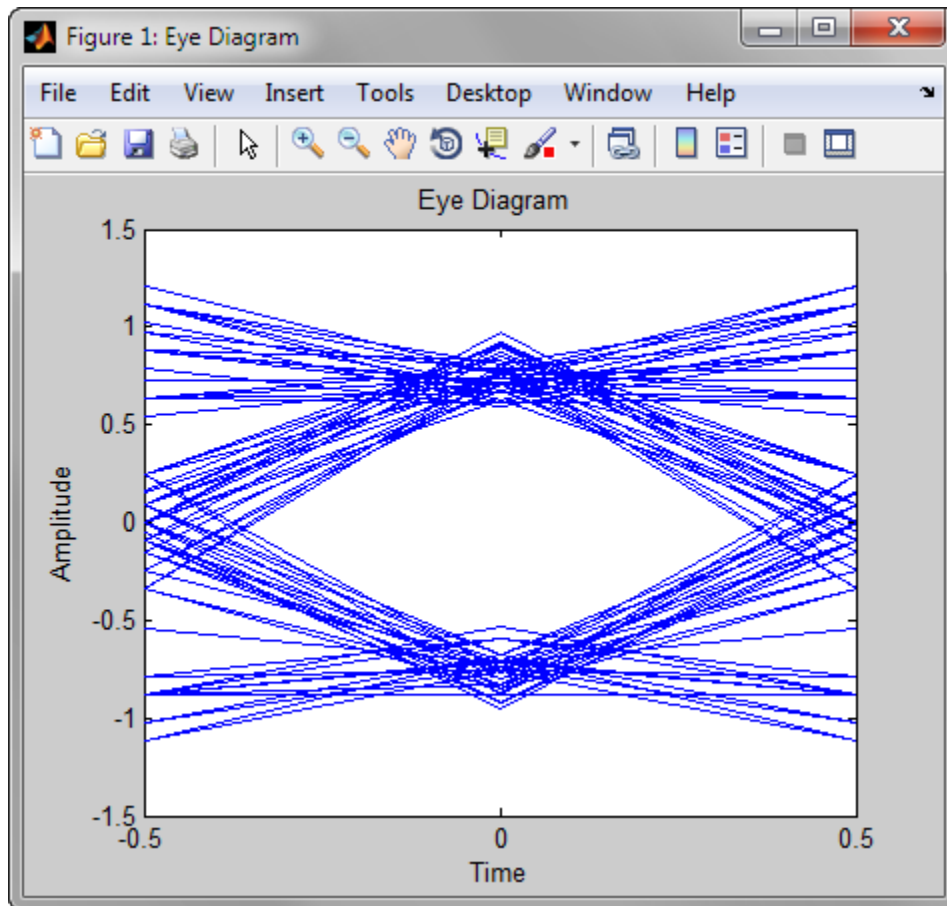 Figure 1: Eye Diagram
File Edit View Insert Tools Desktop Window Help
Eye Diagram
1.5
1
0.5
0
-0.5
-1
-1.5
Amplitude
-0.5 0 0.5
Time